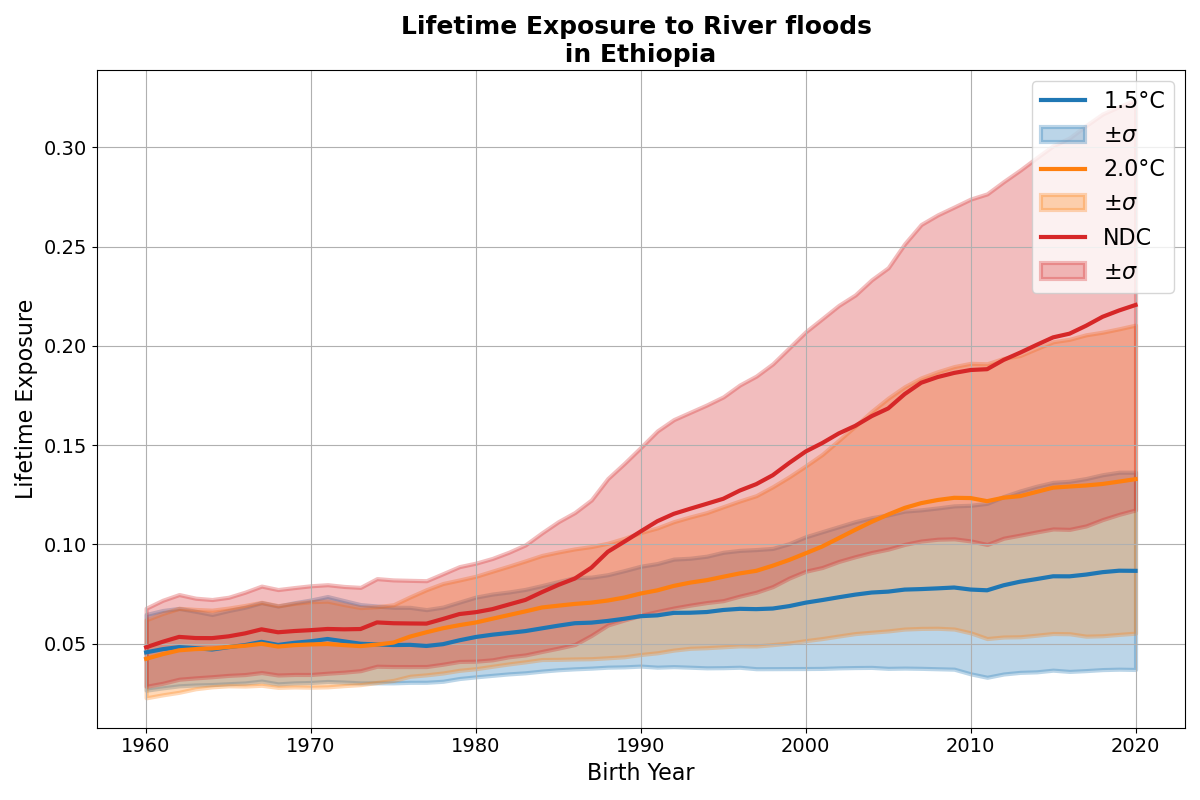 Lifetime Exposure to River floods
in Ethiopia
1.5°C
±σ
2.0°C
±σ
NDC
±σ
Lifetime Exposure
0.30
0.25
0.20
0.15
0.10
0.05
1960 1970 1980 1990 2000 2010 2020
Birth Year